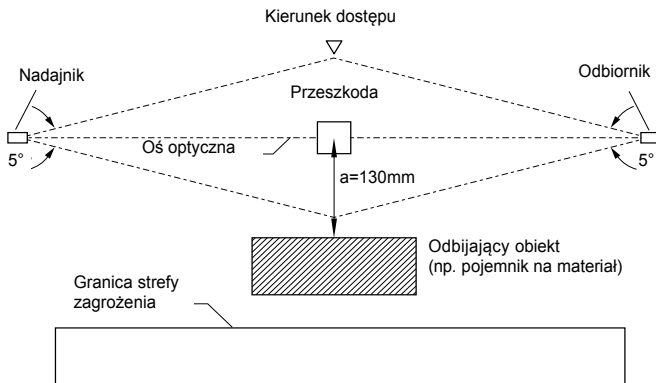 Kierunek dostępu
Nadajnik
Odbiornik
Przeszkoda
Oś optyczna
5°
5°
a=130mm
Odbijający obiekt
(np. pojemnik na materiał)
Granica strefy
zagrożenia